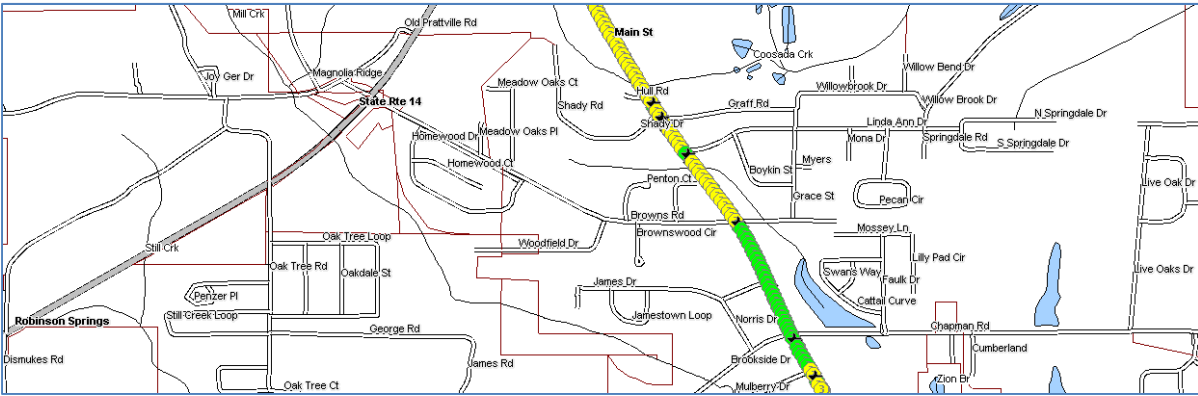 Mill Crk
Old Prattville Rd
Main St
Coosada Crk
Joy Ger Dr
Magnolia Ridge
Meadow Oaks Ct
Hull Rd
Willow Bend Dr
Willowbrook Dr
State Rte 14
Shady Rd
Graff Rd
Willow Brook Dr
N Springdale Dr
Shady Dr
Linda Ann Dr
Homewood Dr
Meadow Oaks Pl
Mona Dr
Springdale Rd
S Springdale Dr
Homewood Ct
Boykin St
Myers
Penton Ct
Live Oak Dr
Grace St
Pecan Cir
Browns Rd
Brownswood Cir
Mossey Ln
Oak Tree Loop
Woodfield Dr
Still Crk
Lilly Pad Cir
Oak Tree Rd
Oakdale St
Swans Way
Faulk Dr
Live Oaks Dr
James Dr
Penzer Pl
Cattail Curve
Still Creek Loop
Jamestown Loop
Norris Dr
Robinson Springs
George Rd
Chapman Rd
Dismukes Rd
James Rd
Brookside Dr
Cumberland
Oak Tree Ct
Mulberry Dr
Zion Br
3